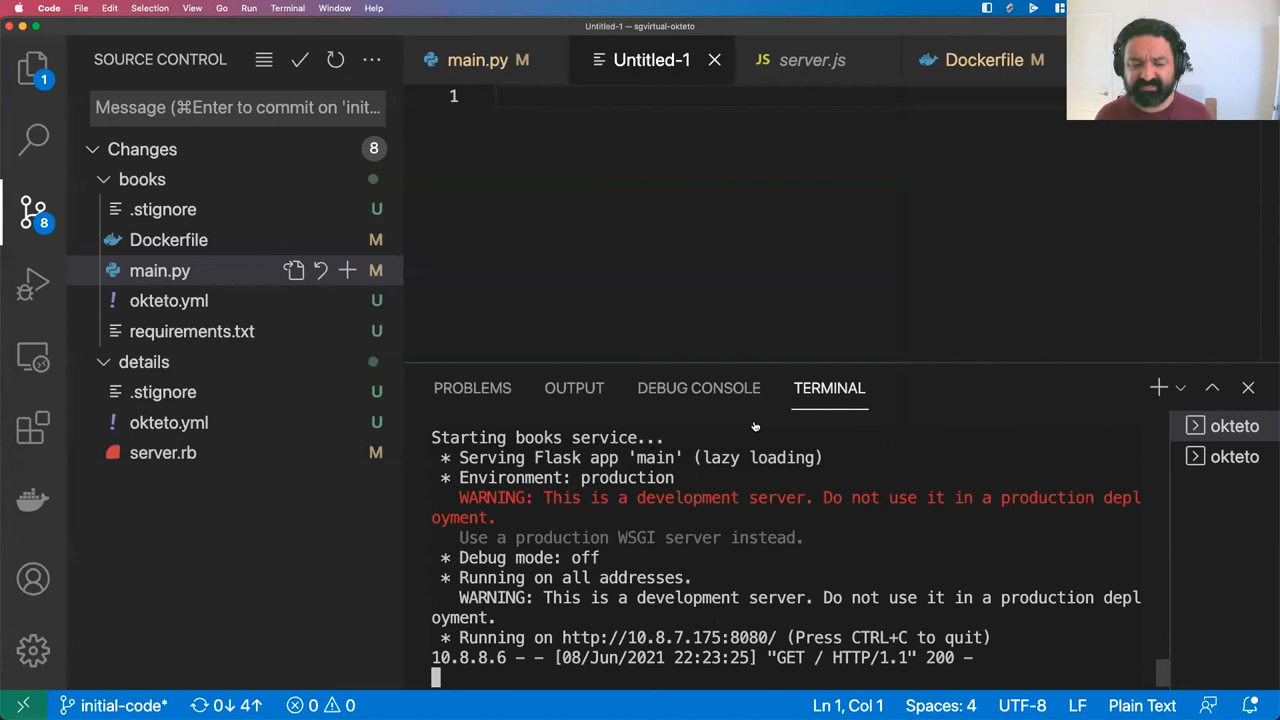 Code File Edit Selection View Go Run Terminal Window Help
Untitled-1 — sgvirtual-okteto
SOURCE CONTROL
main.py M
Untitled-1
JS server.js
Dockerfile M
1
1
Message (⌘Enter to commit on 'init...
Changes 8
books
.stignore U
Dockerfile M
main.py M
! okteto.yml U
requirements.txt U
details
.stignore U
! okteto.yml U
server.rb M
8
PROBLEMS OUTPUT DEBUG CONSOLE TERMINAL
okteto
okteto
Starting books service...
* Serving Flask app 'main' (lazy loading)
* Environment: production
WARNING: This is a development server. Do not use it in a production depl
oyment.
Use a production WSGI server instead.
* Debug mode: off
* Running on all addresses.
WARNING: This is a development server. Do not use it in a production depl
oyment.
* Running on http://10.8.7.175:8080/ (Press CTRL+C to quit)
10.8.8.6 - - [08/Jun/2021 22:23:25] "GET / HTTP/1.1" 200 -
initial-code* 0↓ 4↑ 0 0 Ln 1, Col 1 Spaces: 4 UTF-8 LF Plain Text